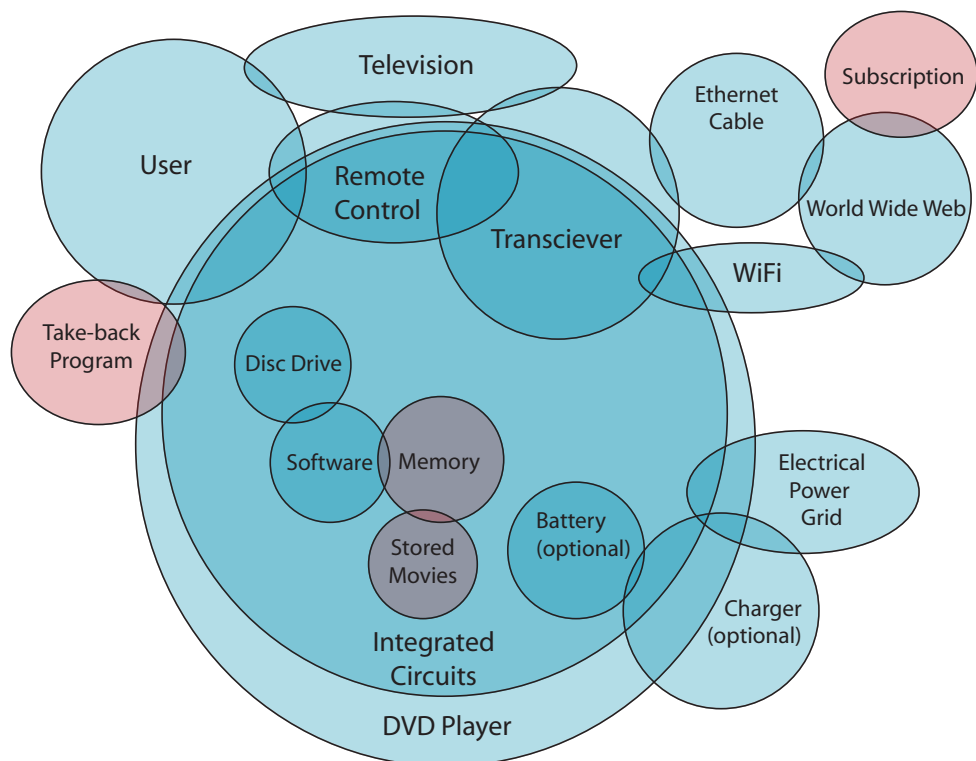 Television
Subscription
Ethernet
Cable
User
Remote
Control
World Wide Web
Transciever
WiFi
Take-back
Program
Disc Drive
Software
Memory
Electrical
Power
Grid
Battery
(optional)
Stored
Movies
Charger
(optional)
Integrated
Circuits
DVD Player